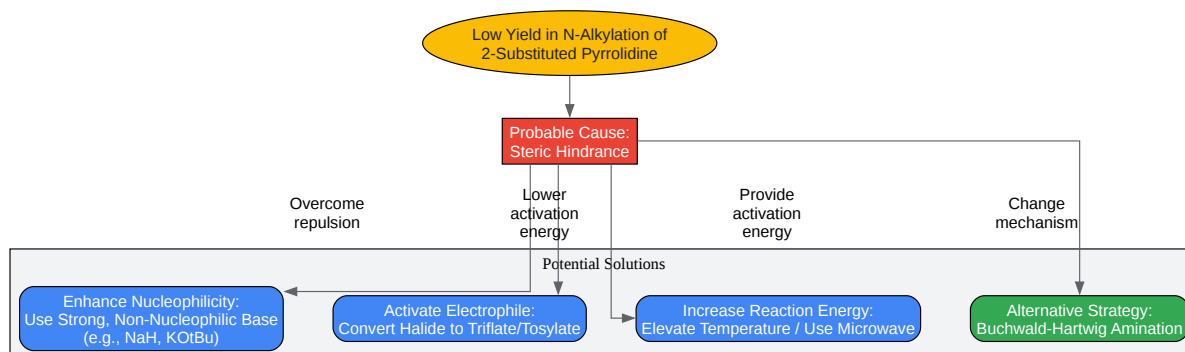 Low Yield in N-Alkylation of
2-Substituted Pyrrolidine
Probable Cause:
Steric Hindrance
Overcome
repulsion
Lower
activation
energy
Provide
activation
energy
Change
mechanism
Potential Solutions
Enhance Nucleophilicity:
Use Strong, Non-Nucleophilic Base
(e.g., NaH, KOtBu)
Activate Electrophile:
Convert Halide to Triflate/Tosylate
Increase Reaction Energy:
Elevate Temperature / Use Microwave
Alternative Strategy:
Buchwald-Hartwig Amination